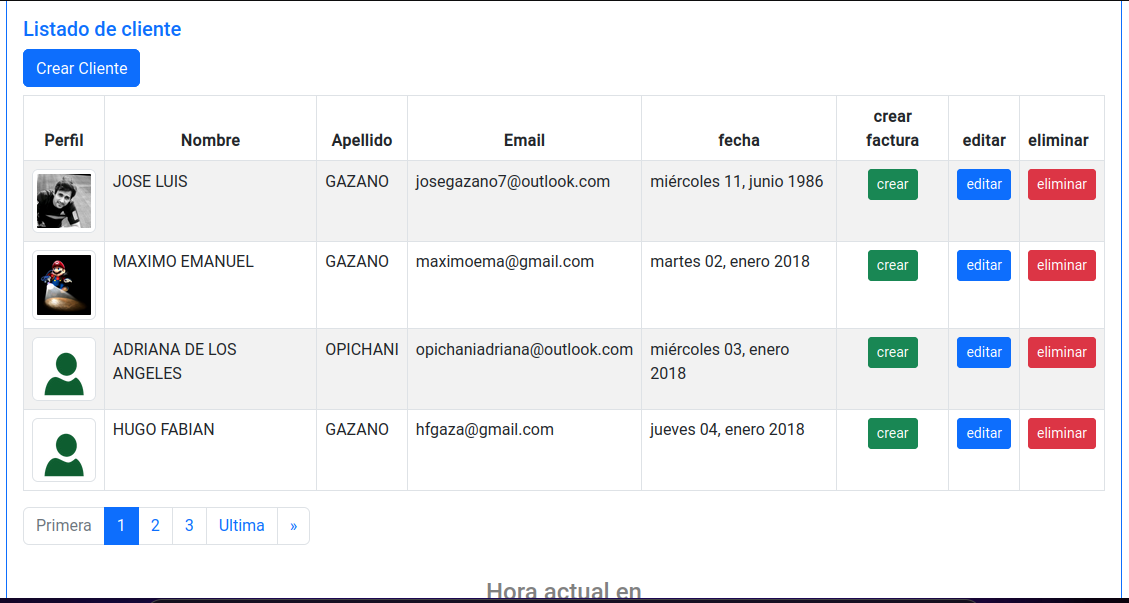 Listado de cliente
Crear Cliente
crear
Perfil Nombre Apellido Email fecha factura editar eliminar
JOSE LUIS GAZANO josegazano7@outlook.com miércoles 11, junio 1986 crear editar eliminar
MAXIMO EMANUEL GAZANO maximoema@gmail.com martes 02, enero 2018 crear editar eliminar
ADRIANA DE LOS OPICHANI opichaniadriana@outlook.com miércoles 03, enero crear editar eliminar
ANGELES 2018
HUGO FABIAN GAZANO hfgaza@gmail.com jueves 04, enero 2018 crear editar eliminar
Primera 1 2 3 Ultima »
Hora actual en